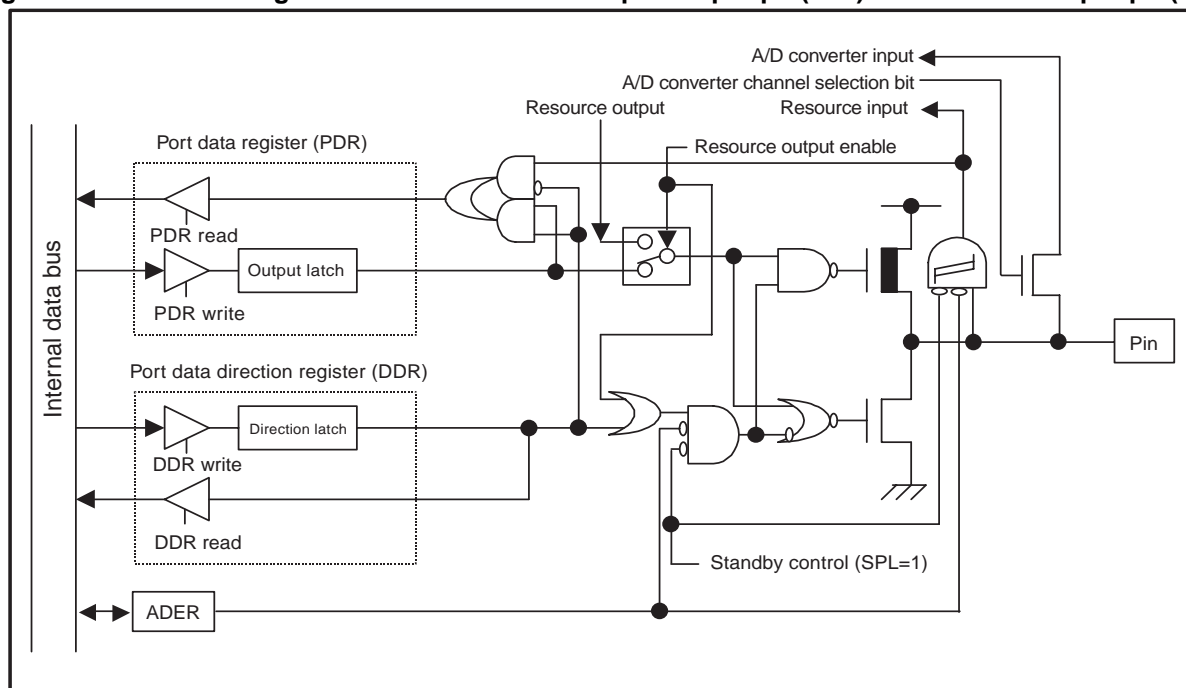 A/D converter input
A/D converter channel selection bit
Resource output
Resource input
Port data register (PDR)
Resource output enable
PDR read
Output latch
PDR write
Internal data bus
Pin
Port data direction register (DDR)
Direction latch
DDR write
DDR read
Standby control (SPL=1)
ADER